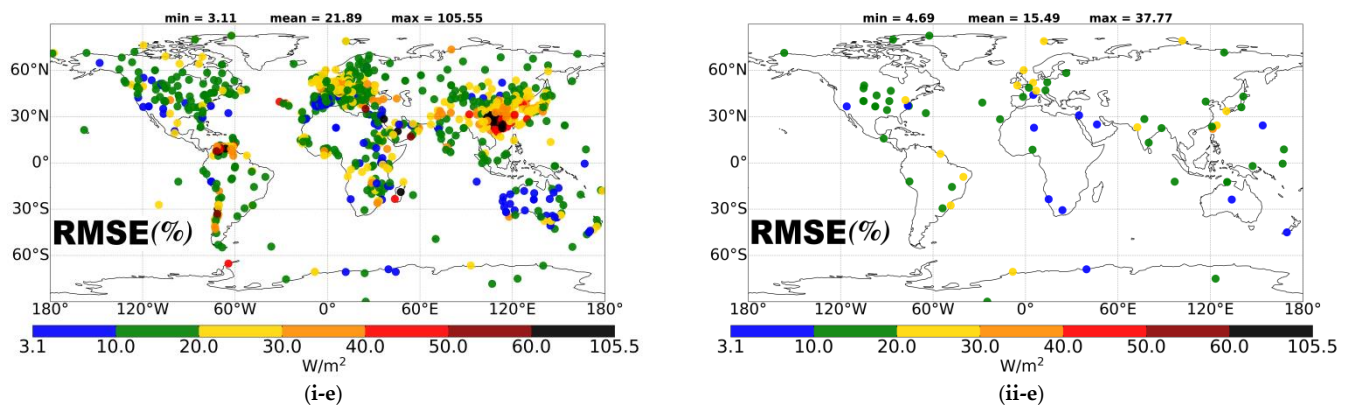 min = 3.11 mean = 21.89 max = 105.55
60°N
30°N
0°
30°S
60°S
RMSE(%)
180° 120°W 60°W 0° 60°E 120°E 180°
3.1 10.0 20.0 30.0 40.0 50.0 60.0 105.5
W/m²
(i-e)
min = 4.69 mean = 15.49 max = 37.77
60°N
30°N
0°
30°S
60°S
RMSE(%)
180° 120°W 60°W 0° 60°E 120°E 180°
3.1 10.0 20.0 30.0 40.0 50.0 60.0 105.5
W/m²
(ii-e)